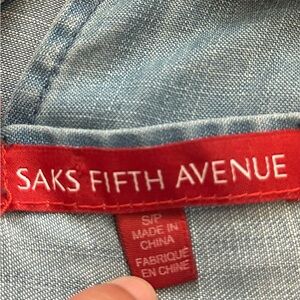 SAKS FIFTH AVENUE
S/P
MADE IN
CHINA
FABRIQUÉ
EN CHINE